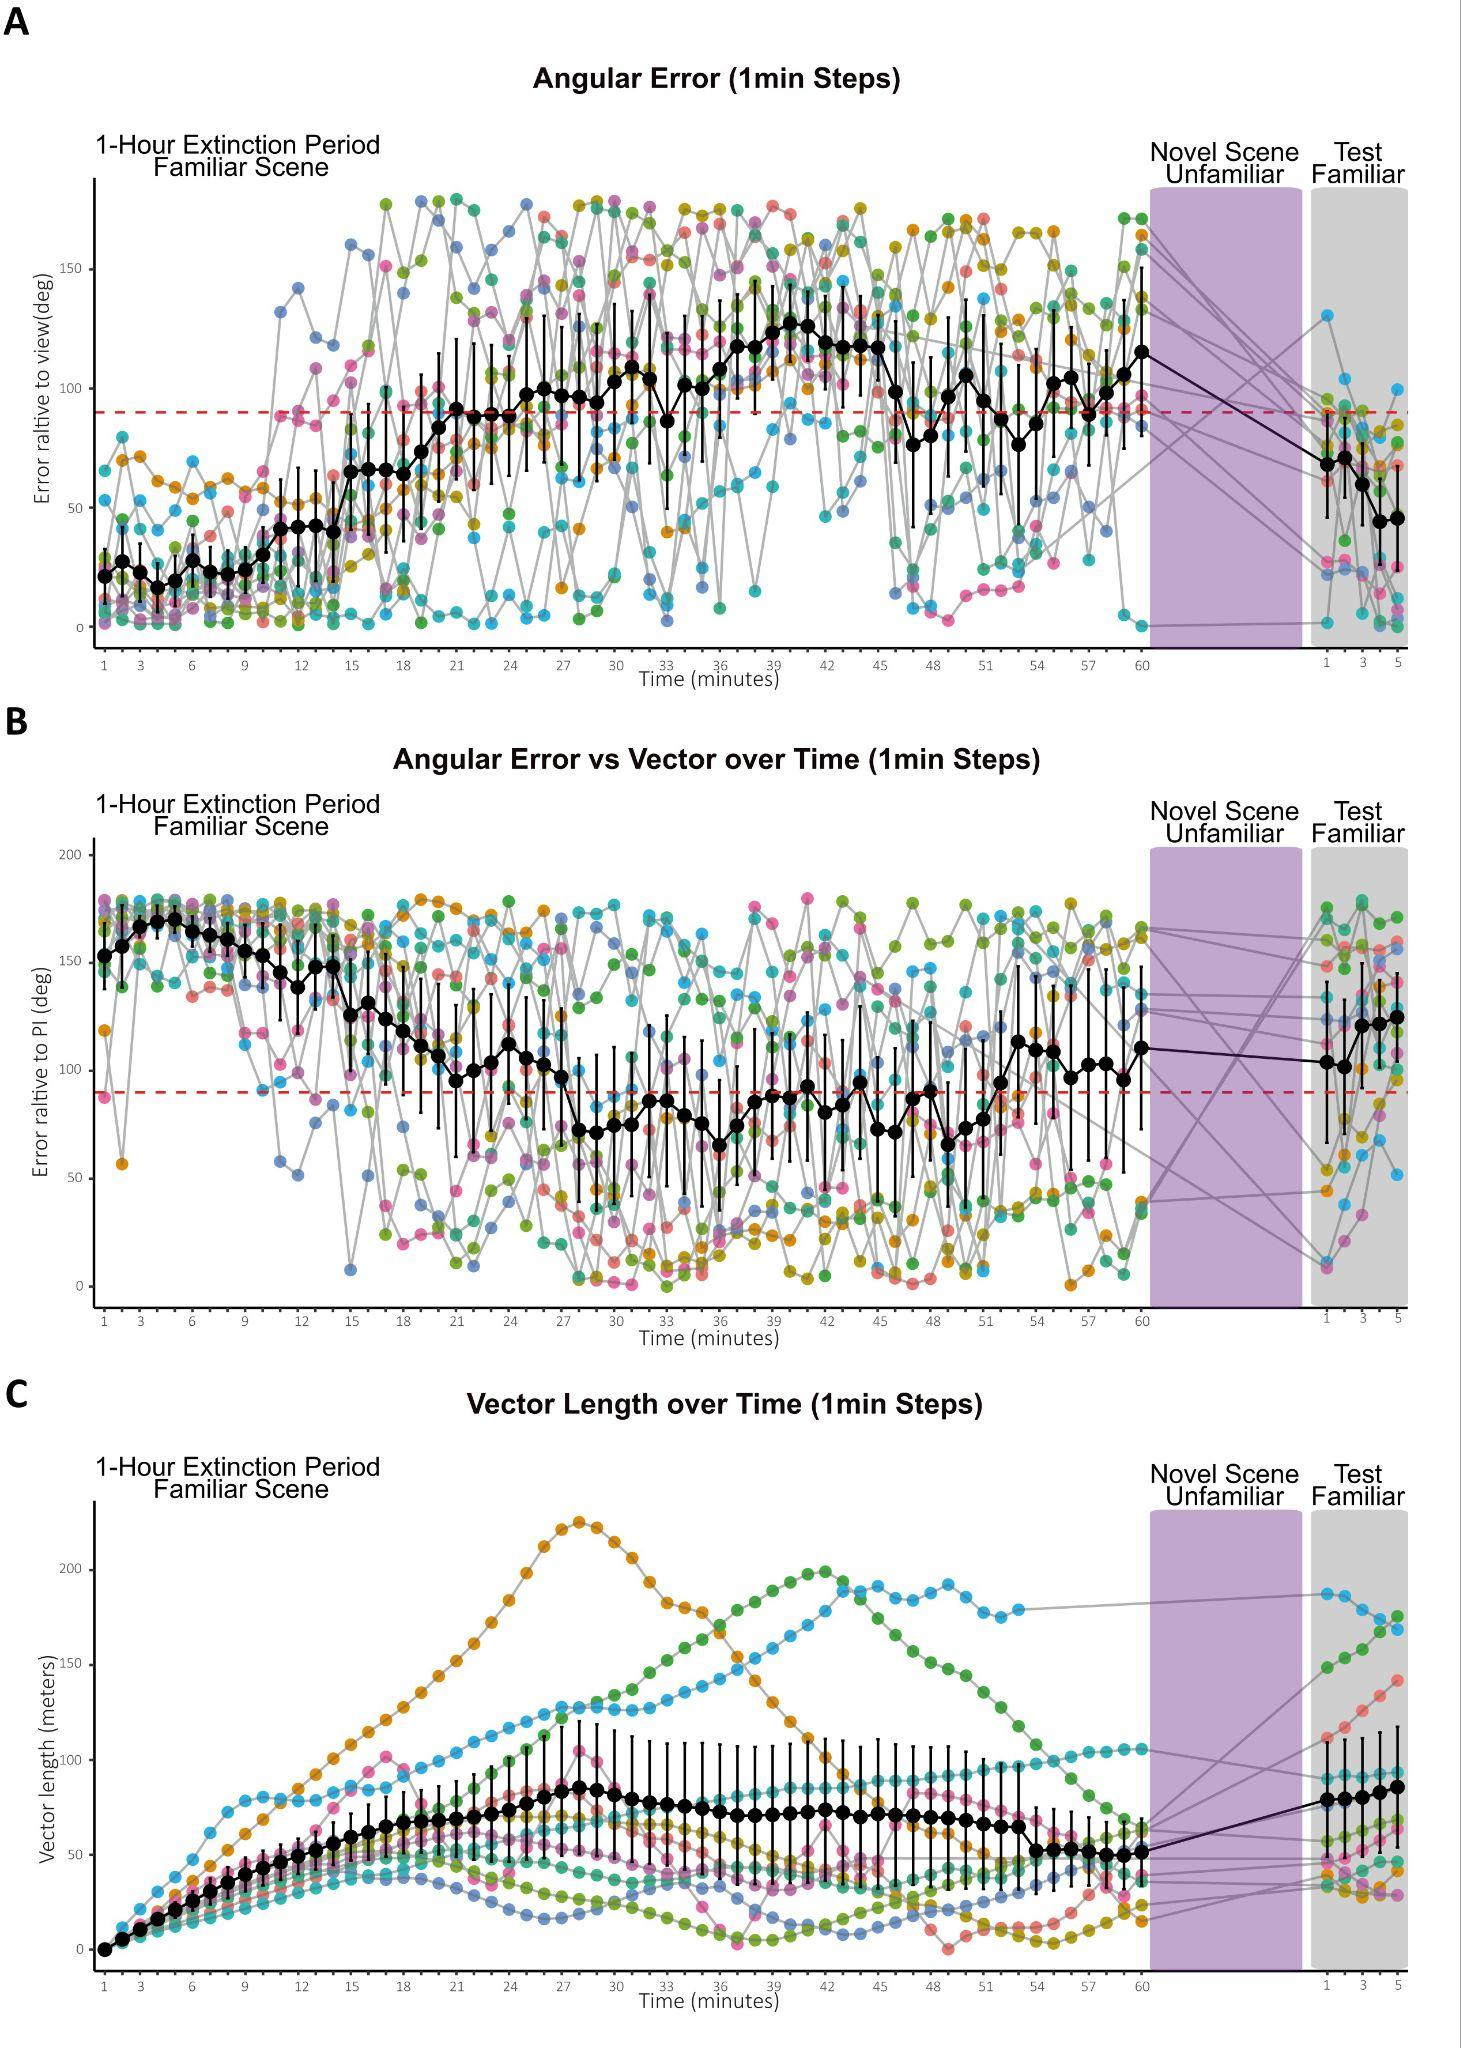 A
Angular Error (1min Steps)
1-Hour Extinction Period
Familiar Scene
Novel Scene
Unfamiliar
Test
Familiar
Error raltive to view(deg)
150
100
50
0
1 3 6 9 12 15 18 21 24 27 30 33 36 39 42 45 48 51 54 57 60 1 3 5
Time (minutes)
B
Angular Error vs Vector over Time (1min Steps)
1-Hour Extinction Period
Familiar Scene
Novel Scene
Unfamiliar
Test
Familiar
Error raltive to PI (deg)
200
150
100
50
0
1 3 6 9 12 15 18 21 24 27 30 33 36 39 42 45 48 51 54 57 60 1 3 5
Time (minutes)
C
Vector Length over Time (1min Steps)
1-Hour Extinction Period
Familiar Scene
Novel Scene
Unfamiliar
Test
Familiar
Vector length (meters)
200
150
100
50
0
1 3 6 9 12 15 18 21 24 27 30 33 36 39 42 45 48 51 54 57 60 1 3 5
Time (minutes)